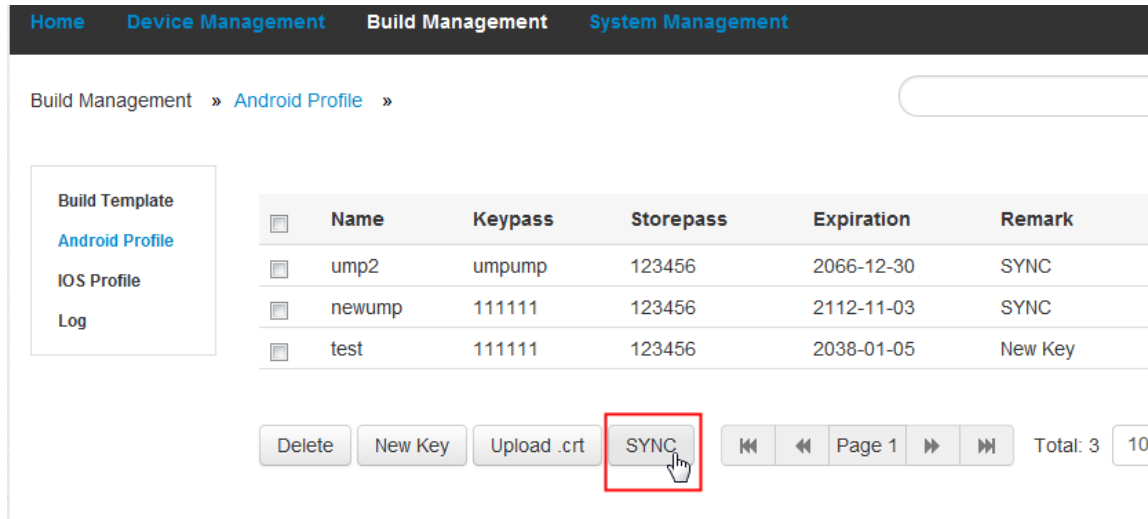 Home Device Management Build Management System Management
Build Management » Android Profile »
Build Template
Android Profile
IOS Profile
Log
Name Keypass Storepass Expiration Remark
ump2 umpump 123456 2066-12-30 SYNC
newump 111111 123456 2112-11-03 SYNC
test 111111 123456 2038-01-05 New Key
Delete New Key Upload .crt SYNC Page 1 Total: 3 10